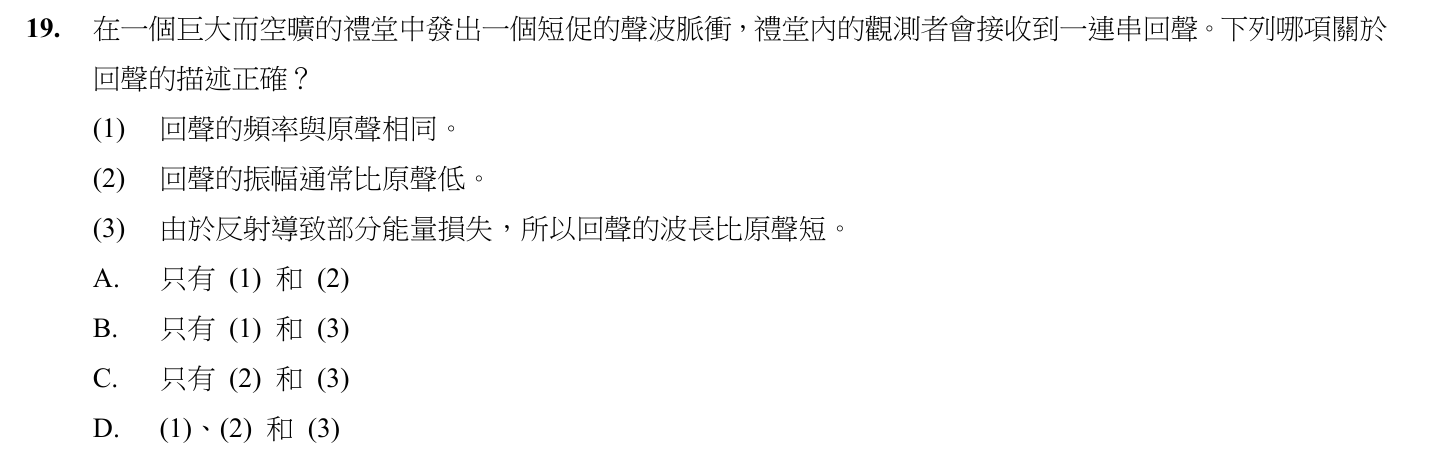 19. 在一個巨大而空曠的禮堂中發出一個短促的聲波脈衝，禮堂內的觀測者會接收到一連串回聲。下列哪項關於
回聲的描述正確？
(1) 回聲的頻率與原聲相同。
(2) 回聲的振幅通常比原聲低。
(3) 由於反射導致部分能量損失，所以回聲的波長比原聲短。
A. 只有 (1) 和 (2)
B. 只有 (1) 和 (3)
C. 只有 (2) 和 (3)
D. (1)、(2) 和 (3)